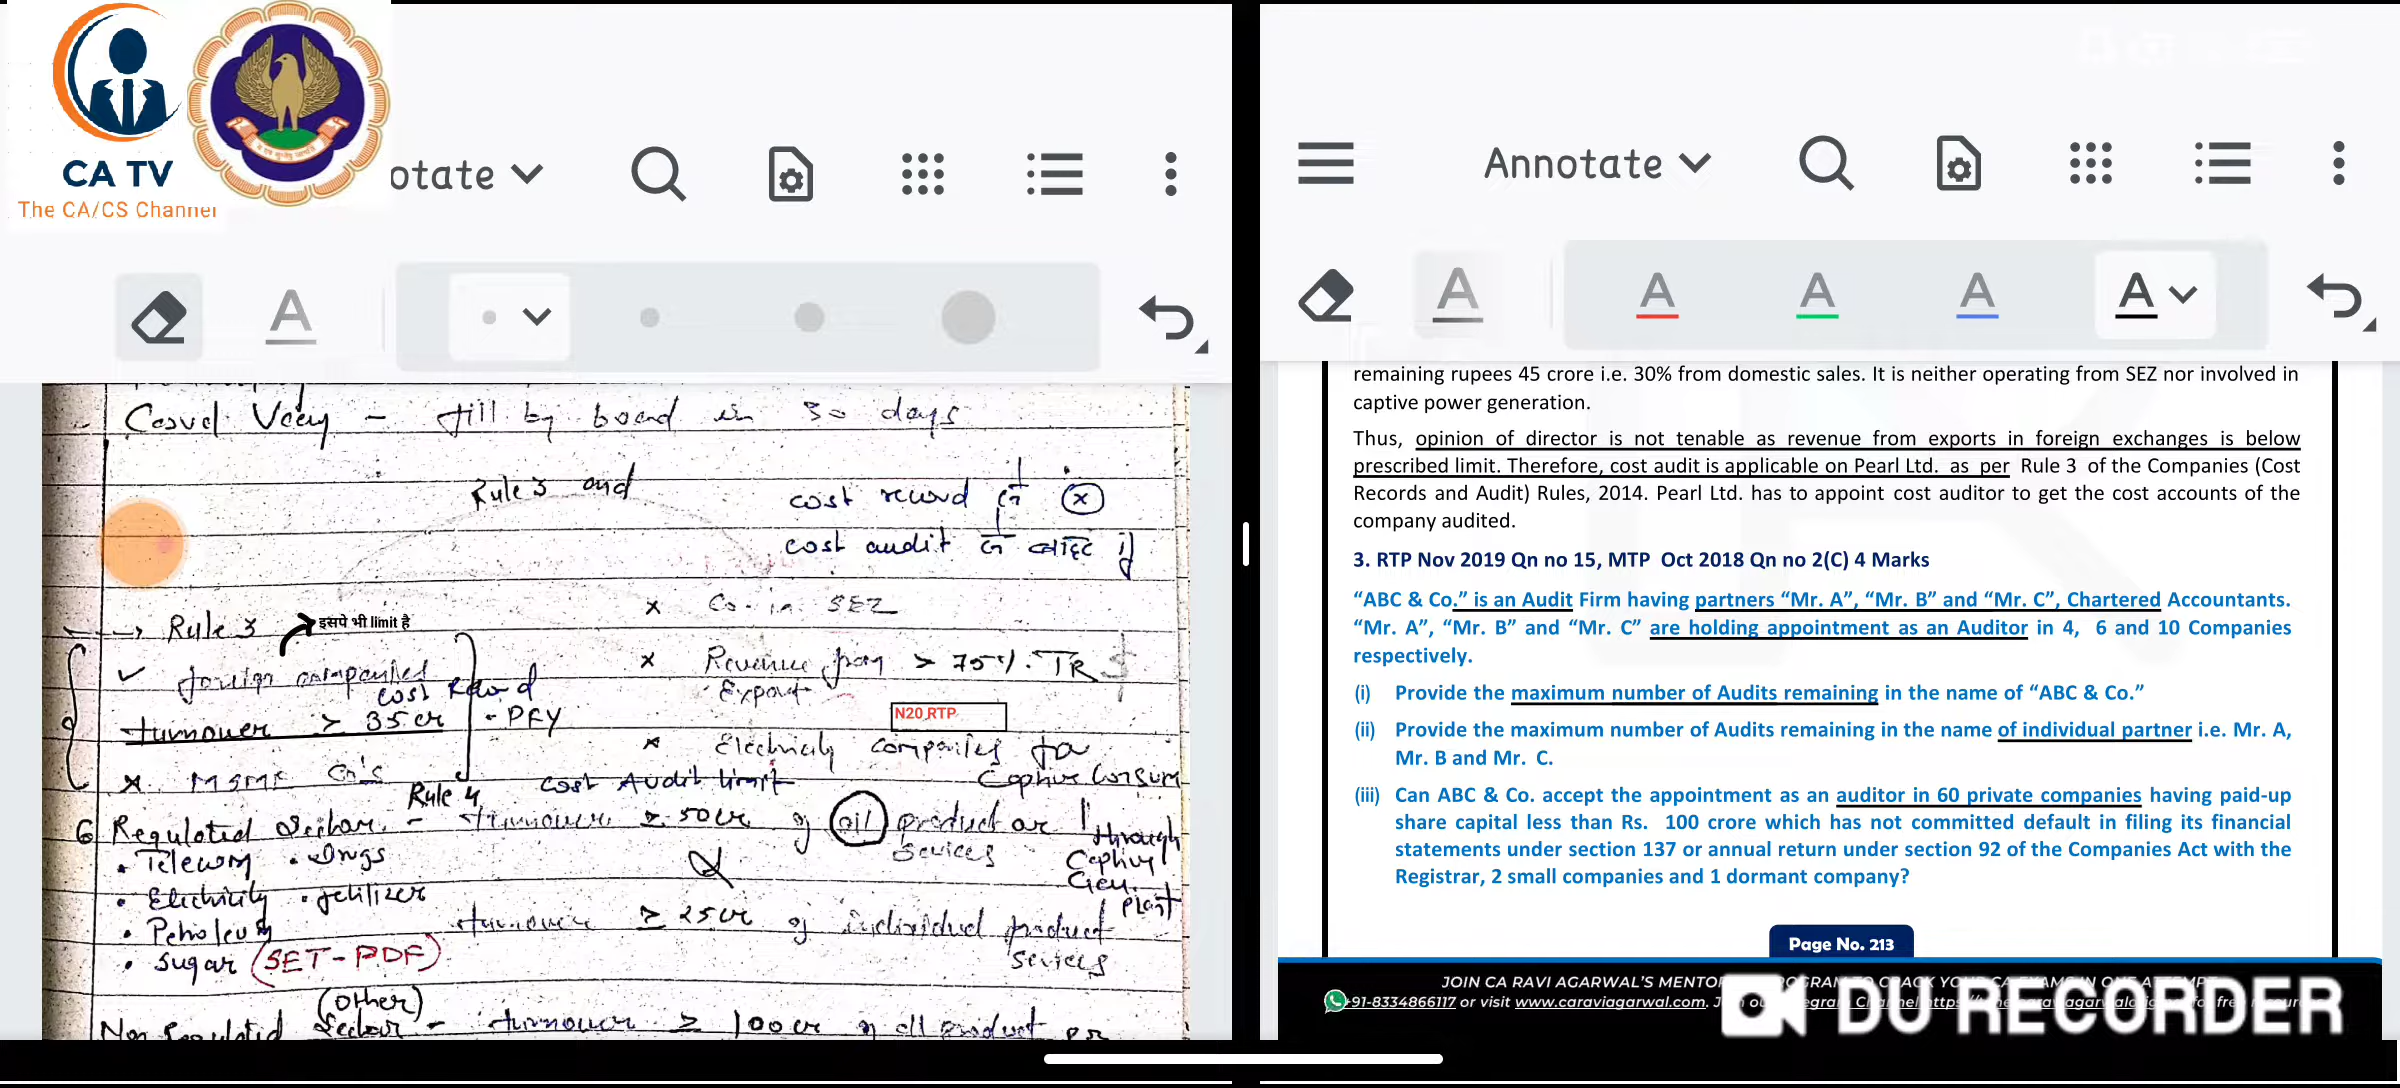 CA TV
The CA/CS Channel
otate
Casual Vacy - fill by board in 30 days
Rule 3 and
cost record
cost audit
x Co. in SEZ
Rule 3
इसपे भी limit है
x Revenue from > 75%. TR
Export
foreign companies
cost record
turnover > 35 cr - PFY
N20 RTP
x Electricity companies for
Captive Consum
x MSME Co's
Rule 4
cost Audit limit
6 Regulated Sector - turnover ≥ 50cr of all product or
services
through
Captive
Gen.
Plant
• Telecom • Drugs
• Electricity • fertilizer
• Petroleum
turnover ≥ 25cr of individual product
services
• Sugar (SET-PDF)
(other)
Non Regulated Sector - turnover ≥ 100cr of all product or
Annotate
remaining rupees 45 crore i.e. 30% from domestic sales. It is neither operating from SEZ nor involved in
captive power generation.
Thus, opinion of director is not tenable as revenue from exports in foreign exchanges is below
prescribed limit. Therefore, cost audit is applicable on Pearl Ltd. as per Rule 3 of the Companies (Cost
Records and Audit) Rules, 2014. Pearl Ltd. has to appoint cost auditor to get the cost accounts of the
company audited.
3. RTP Nov 2019 Qn no 15, MTP Oct 2018 Qn no 2(C) 4 Marks
“ABC & Co.” is an Audit Firm having partners “Mr. A”, “Mr. B” and “Mr. C”, Chartered Accountants.
“Mr. A”, “Mr. B” and “Mr. C” are holding appointment as an Auditor in 4, 6 and 10 Companies
respectively.
(i) Provide the maximum number of Audits remaining in the name of “ABC & Co.”
(ii) Provide the maximum number of Audits remaining in the name of individual partner i.e. Mr. A,
Mr. B and Mr. C.
(iii) Can ABC & Co. accept the appointment as an auditor in 60 private companies having paid-up
share capital less than Rs. 100 crore which has not committed default in filing its financial
statements under section 137 or annual return under section 92 of the Companies Act with the
Registrar, 2 small companies and 1 dormant company?
Page No. 213
JOIN CA RAVI AGARWAL’S MENTOR
+91-8334866117 or visit www.caraviagarwal.com.
DU RECORDER